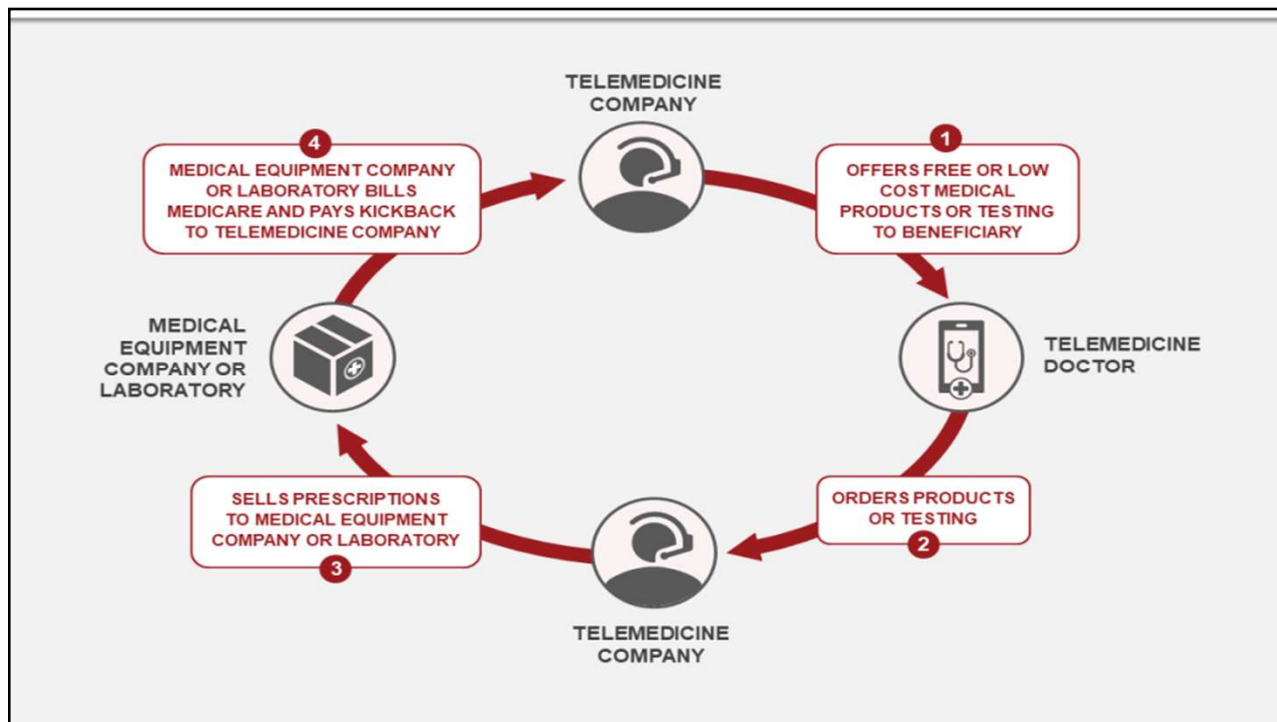 TELEMEDICINE
COMPANY
1
OFFERS FREE OR LOW
COST MEDICAL
PRODUCTS OR TESTING
TO BENEFICIARY
TELEMEDICINE
DOCTOR
ORDERS PRODUCTS
OR TESTING
2
TELEMEDICINE
COMPANY
SELLS PRESCRIPTIONS
TO MEDICAL EQUIPMENT
COMPANY OR LABORATORY
3
MEDICAL
EQUIPMENT
COMPANY OR
LABORATORY
4
MEDICAL EQUIPMENT COMPANY
OR LABORATORY BILLS
MEDICARE AND PAYS KICKBACK
TO TELEMEDICINE COMPANY